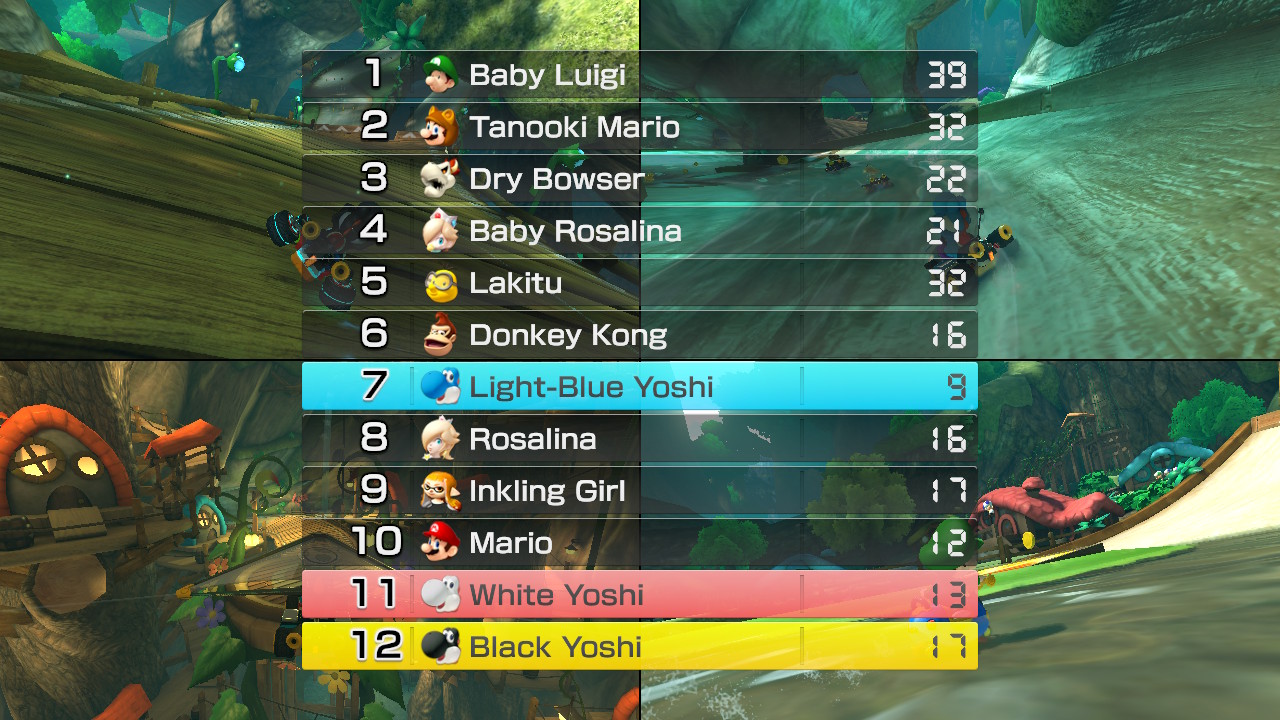 1 Baby Luigi 39
2 Tanooki Mario 32
3 Dry Bowser 22
4 Baby Rosalina 21
5 Lakitu 32
6 Donkey Kong 16
7 Light-Blue Yoshi 9
8 Rosalina 16
9 Inkling Girl 17
10 Mario 12
11 White Yoshi 13
12 Black Yoshi 17